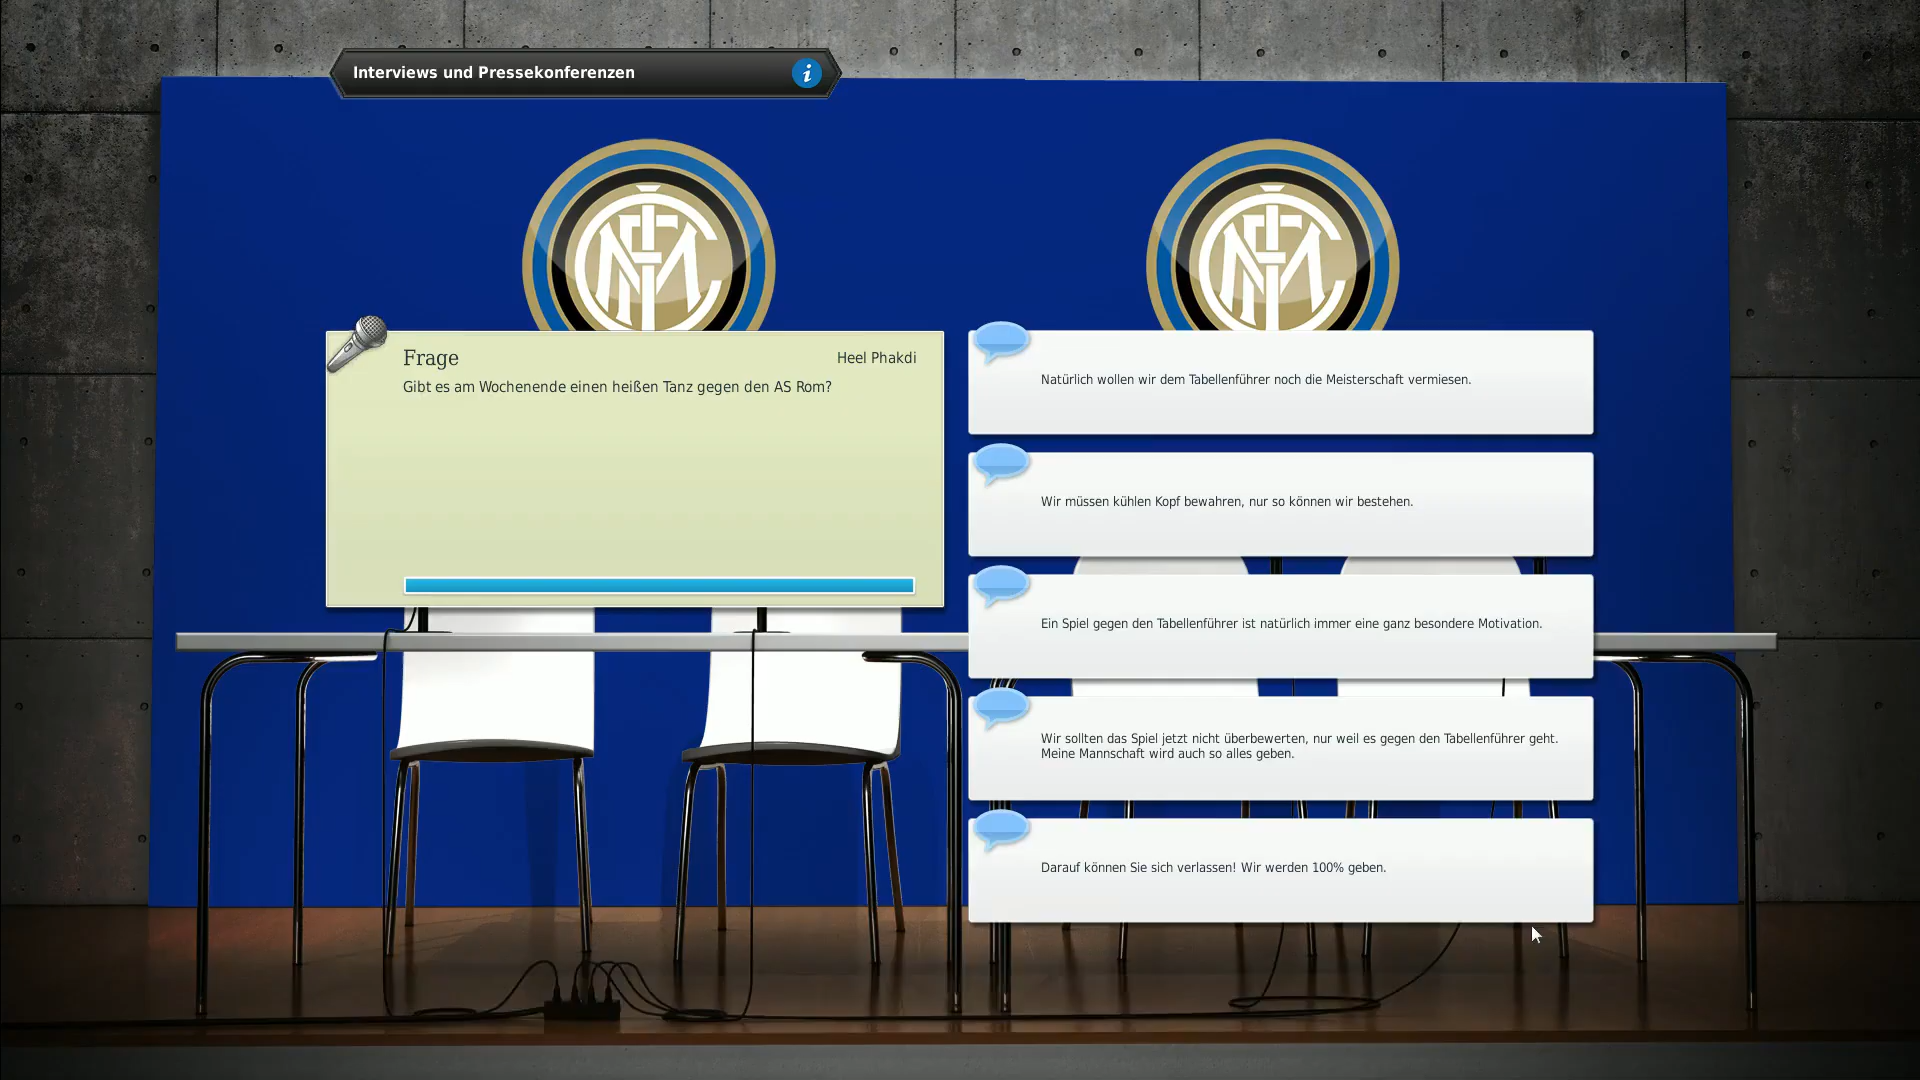 Interviews und Pressekonferenzen
Frage
Heel Phakdi
Gibt es am Wochenende einen heißen Tanz gegen den AS Rom?
Natürlich wollen wir dem Tabellenführer noch die Meisterschaft vermiesen.
Wir müssen kühlen Kopf bewahren, nur so können wir bestehen.
Ein Spiel gegen den Tabellenführer ist natürlich immer eine ganz besondere Motivation.
Wir sollten das Spiel jetzt nicht überbewerten, nur weil es gegen den Tabellenführer geht.
Meine Mannschaft wird auch so alles geben.
Darauf können Sie sich verlassen! Wir werden 100% geben.